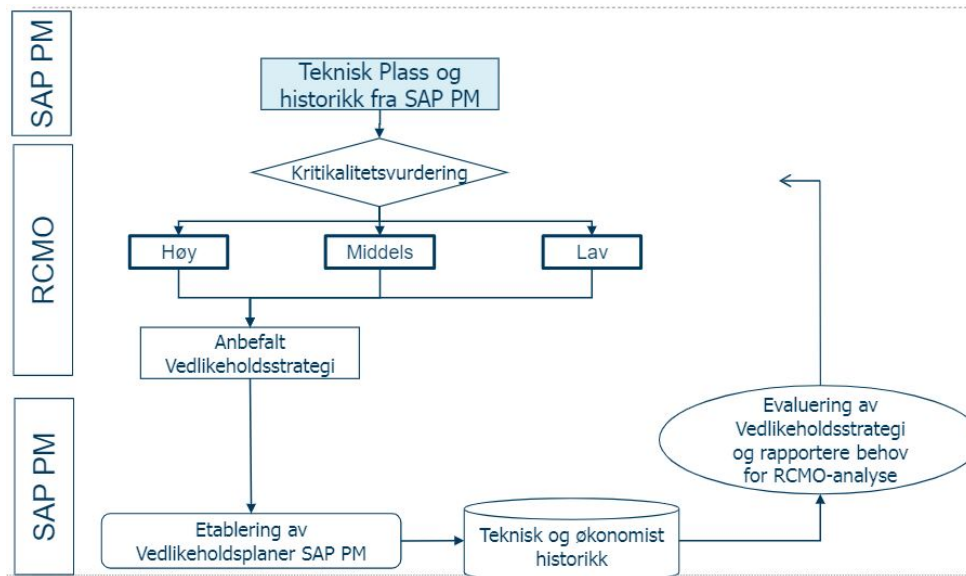 SAP PM
Teknisk Plass og
historikk fra SAP PM
RCMO
Kritikalitetsvurdering
Høy
Middels
Lav
Anbefalt
Vedlikeholdsstrategi
SAP PM
Evaluering av
Vedlikeholdsstrategi
og rapportere behov
for RCMO-analyse
Etablering av
Vedlikeholdsplaner SAP PM
Teknisk og økonomist
historikk